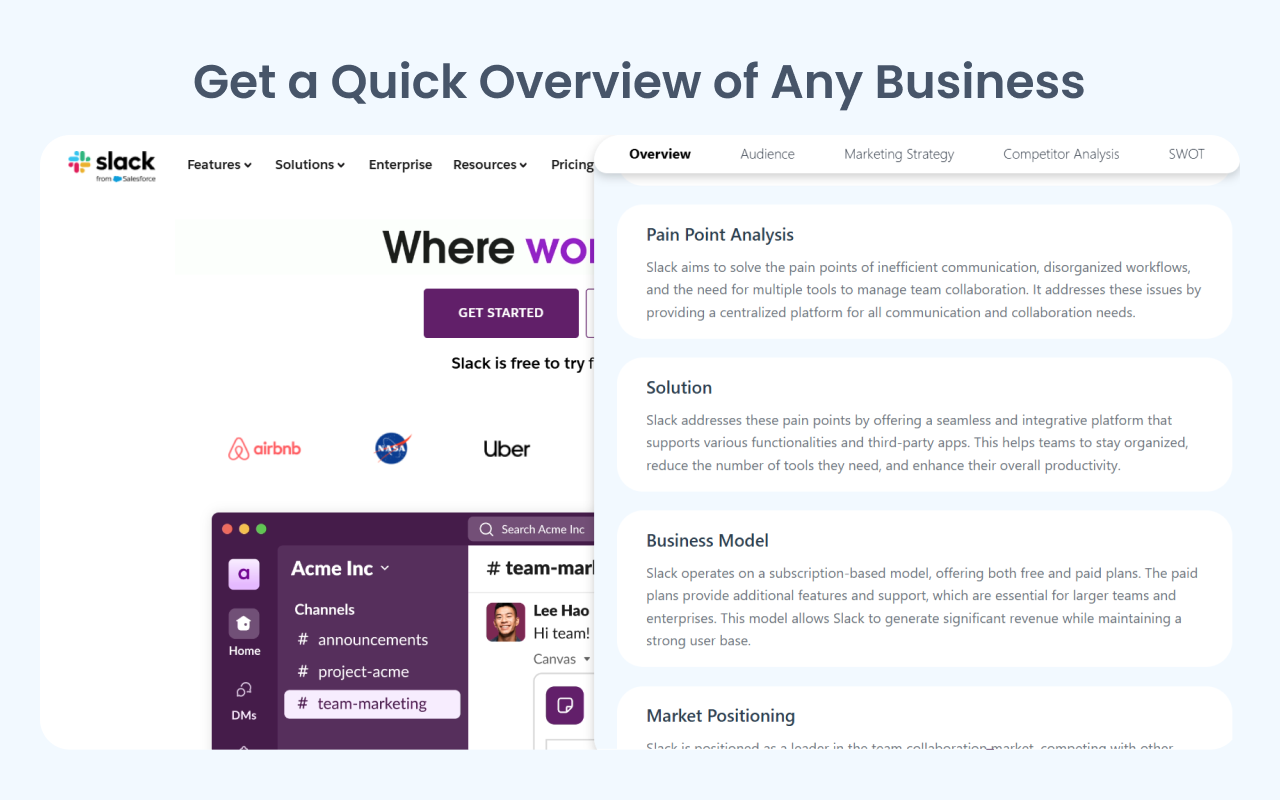 Get a Quick Overview of Any Business
slack
from Salesforce
Features
Solutions
Enterprise
Resources
Pricing
Where
GET STARTED
Slack is free to try
airbnb
NASA
Uber
Search Acme Inc
a
Acme Inc
Channels
# announcements
# project-acme
# team-marketing
Home
DMs
Lee Hao
Hi team!
Canvas
Overview
Audience
Marketing Strategy
Competitor Analysis
SWOT
Pain Point Analysis
Slack aims to solve the pain points of inefficient communication, disorganized workflows,
and the need for multiple tools to manage team collaboration. It addresses these issues by
providing a centralized platform for all communication and collaboration needs.
Solution
Slack addresses these pain points by offering a seamless and integrative platform that
supports various functionalities and third-party apps. This helps teams to stay organized,
reduce the number of tools they need, and enhance their overall productivity.
Business Model
Slack operates on a subscription-based model, offering both free and paid plans. The paid
plans provide additional features and support, which are essential for larger teams and
enterprises. This model allows Slack to generate significant revenue while maintaining a
strong user base.
Market Positioning
Slack is positioned as a leader in the team collaboration market, competing with other